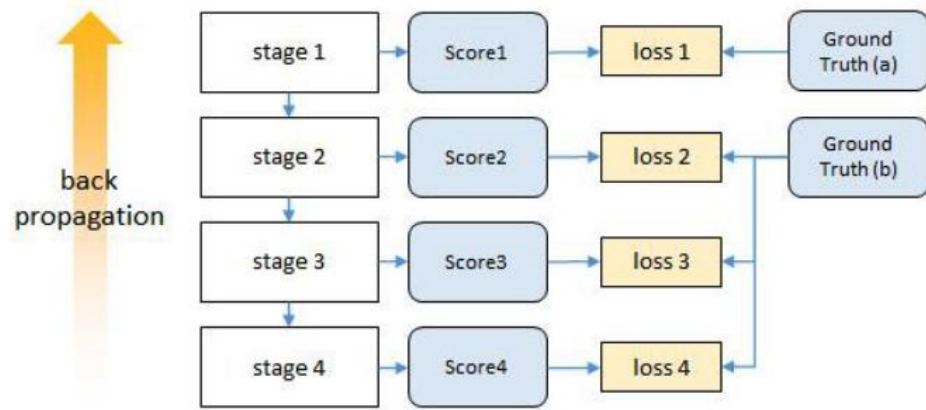 stage 1
Score1
loss 1
Ground
Truth (a)
stage 2
Score2
loss 2
Ground
Truth (b)
back
propagation
stage 3
Score3
loss 3
stage 4
Score4
loss 4